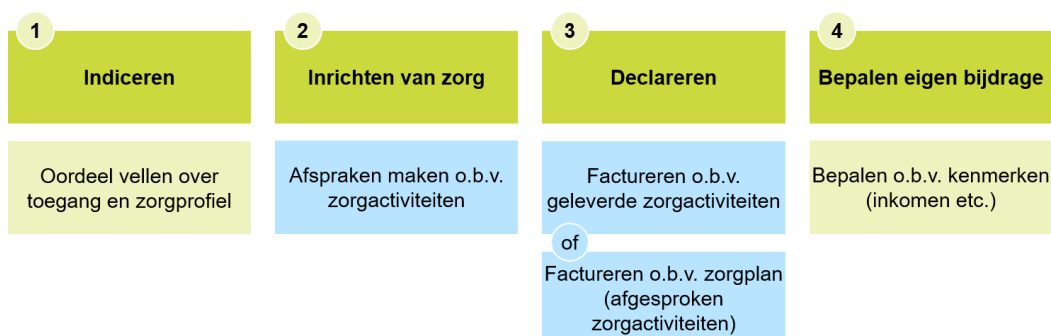 1
Indiceren
Oordeel vellen over
toegang en zorgprofiel
2
Inrichten van zorg
Afspraken maken o.b.v.
zorgactiviteiten
3
Declareren
Factureren o.b.v.
geleverde zorgactiviteiten
of
Factureren o.b.v. zorgplan
(afgesproken
zorgactiviteiten)
4
Bepalen eigen bijdrage
Bepalen o.b.v. kenmerken
(inkomen etc.)